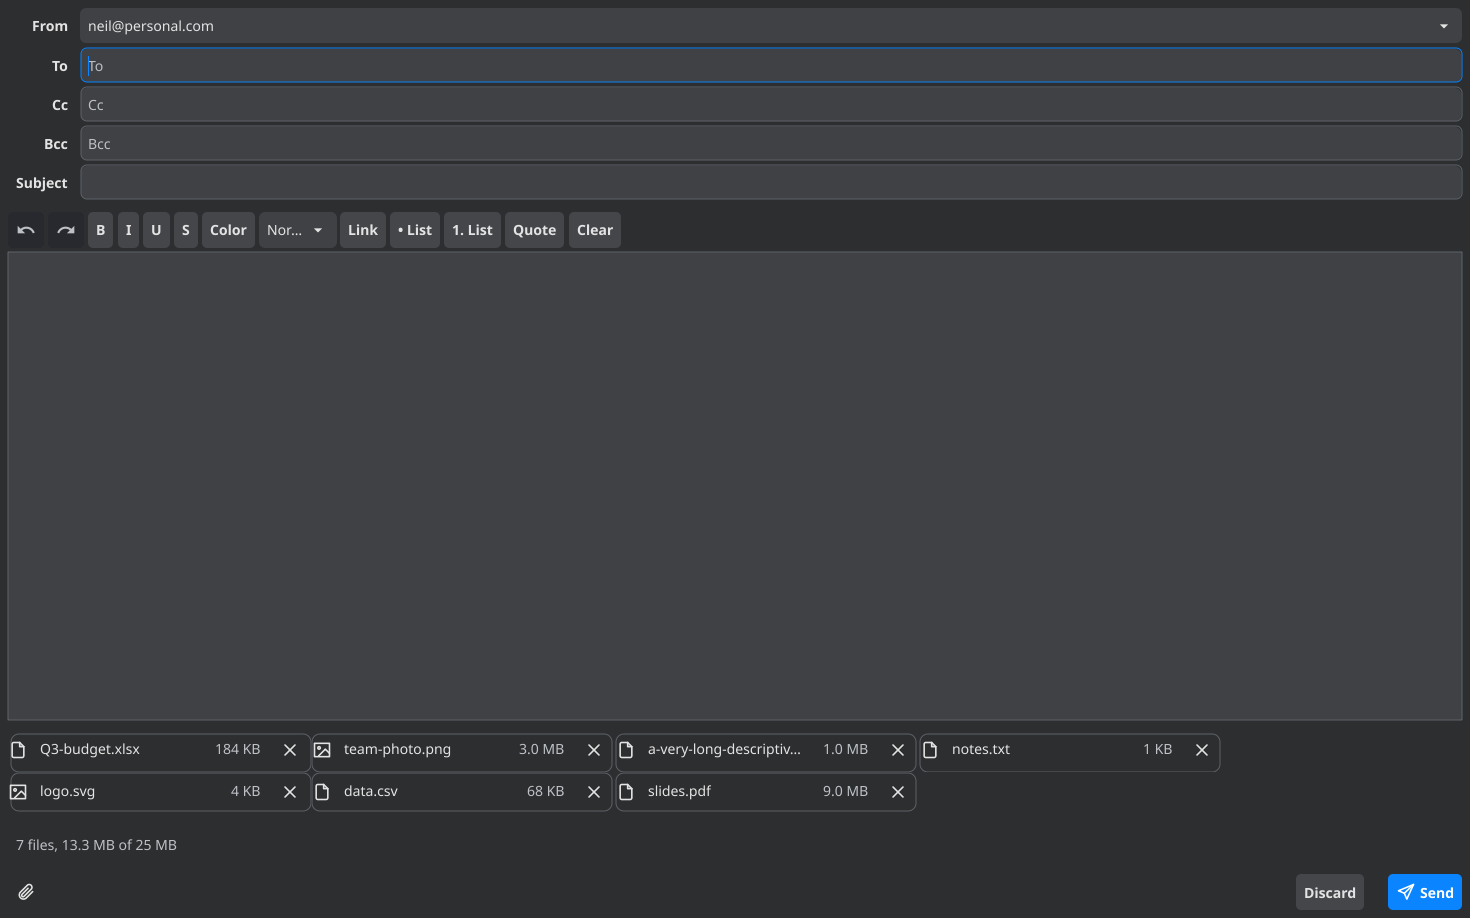 From neil@personal.com
To To
Cc Cc
Bcc Bcc
Subject
B I U S Color Nor... Link • List 1. List Quote Clear
Q3-budget.xlsx 184 KB team-photo.png 3.0 MB a-very-long-descriptiv... 1.0 MB notes.txt 1 KB
logo.svg 4 KB data.csv 68 KB slides.pdf 9.0 MB
7 files, 13.3 MB of 25 MB
Discard Send